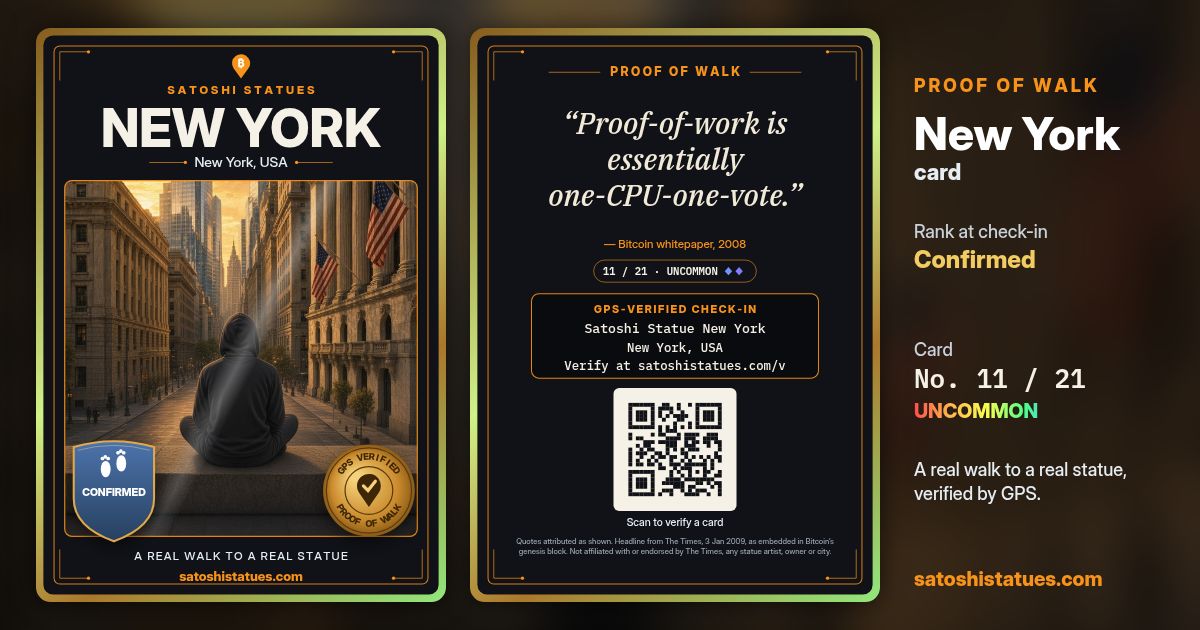 SATOSHI STATUES
NEW YORK
New York, USA
CONFIRMED
GPS VERIFIED
PROOF OF WALK
A REAL WALK TO A REAL STATUE
satoshistatues.com
PROOF OF WALK
“Proof-of-work is
essentially
one-CPU-one-vote.”
— Bitcoin whitepaper, 2008
11 / 21 · UNCOMMON
GPS-VERIFIED CHECK-IN
Satoshi Statue New York
New York, USA
Verify at satoshistatues.com/v
Scan to verify a card
Quotes attributed as shown. Headline from The Times, 3 Jan 2009, as embedded in Bitcoin's
genesis block. Not affiliated with or endorsed by The Times, any statue artist, owner or city.
PROOF OF WALK
New York
card
Rank at check-in
Confirmed
Card
No. 11 / 21
UNCOMMON
A real walk to a real statue,
verified by GPS.
satoshistatues.com